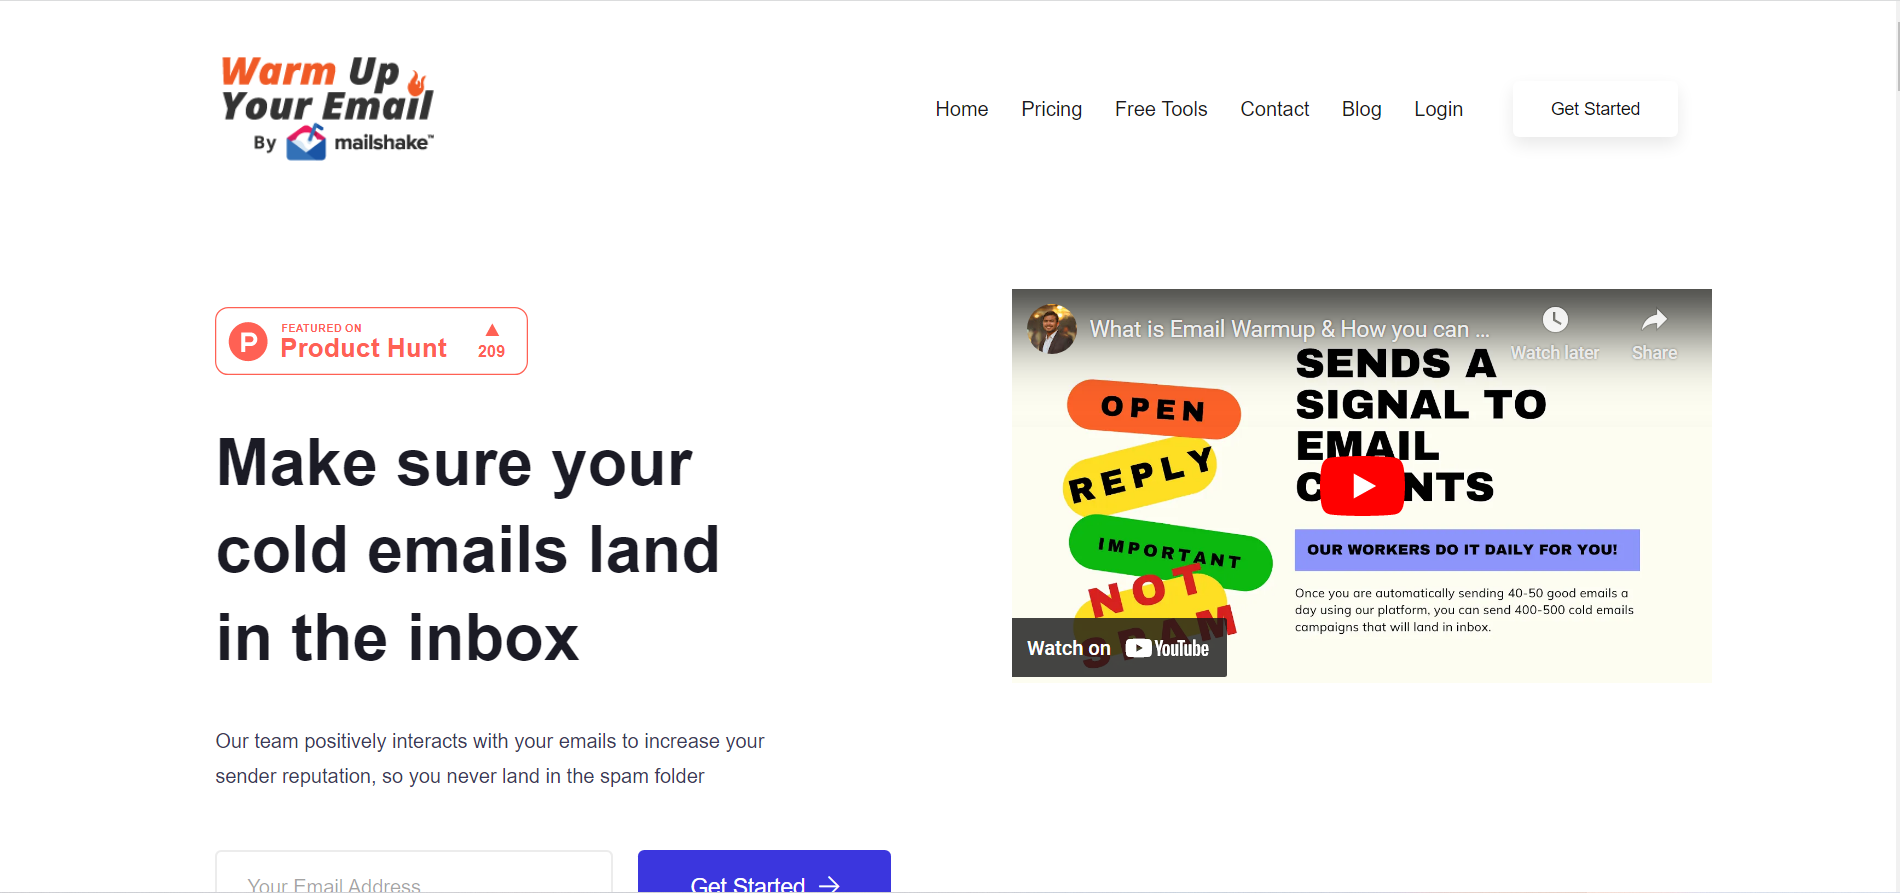 Warm Up
Your Email
By mailshake™
Home Pricing Free Tools Contact Blog Login Get Started
P FEATURED ON
Product Hunt
▲ 209
Make sure your
cold emails land
in the inbox
Our team positively interacts with your emails to increase your
sender reputation, so you never land in the spam folder
Your Email Address
Get Started →
What is Email Warmup & How you can ...
Watch later
Share
OPEN
REPLY
IMPORTANT
NOT
SPAM
SENDS A
SIGNAL TO
EMAIL
C NTS
OUR WORKERS DO IT DAILY FOR YOU!
Once you are automatically sending 40-50 good emails a
day using our platform, you can send 400-500 cold emails
campaigns that will land in inbox.
Watch on YouTube